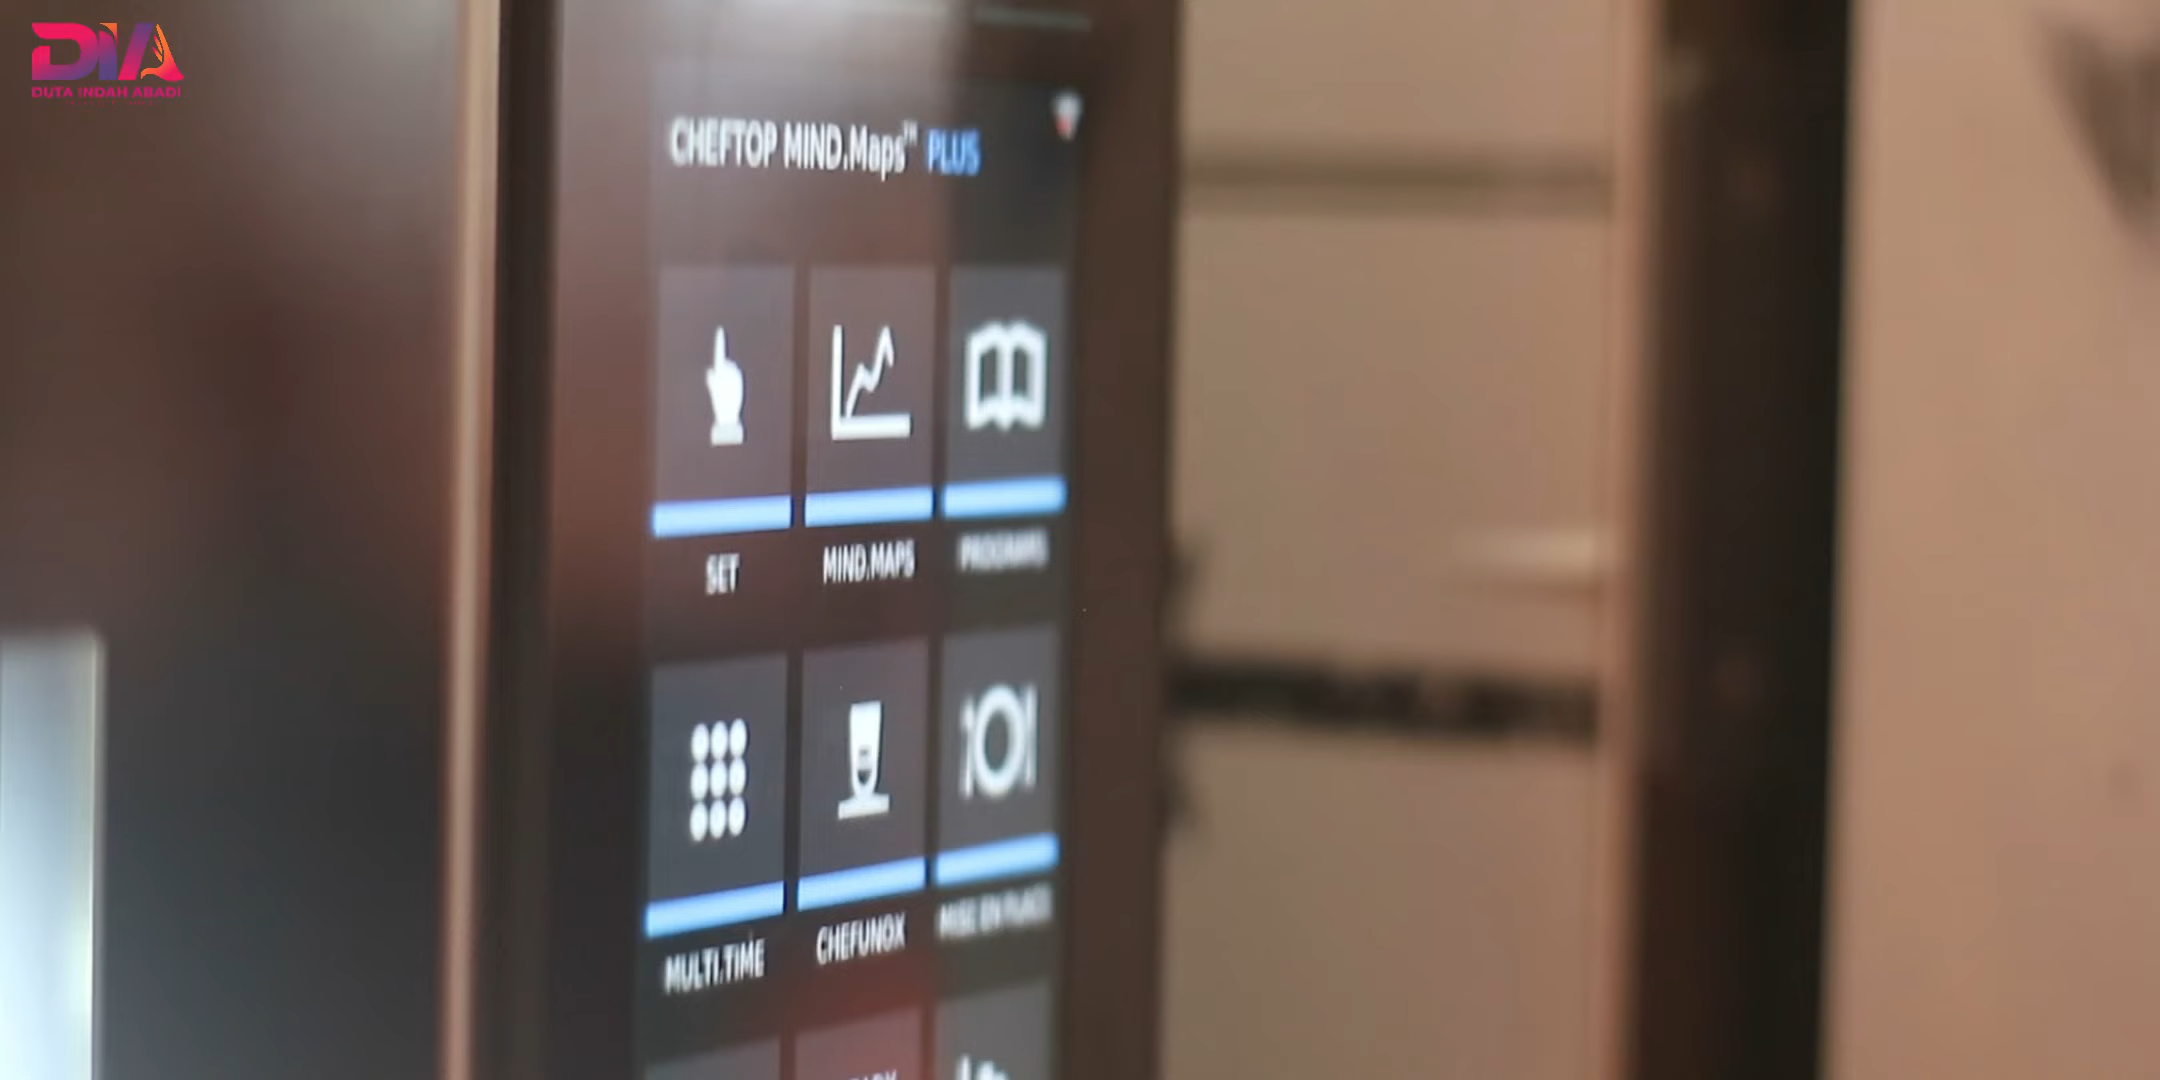 DIA
DUTA INDAH ABADI
CHEFTOP MIND.Maps™ PLUS
SET
MIND.MAPS
PROGRAMS
MULTI.TIME
CHEFUNOX
MISE EN PLACE